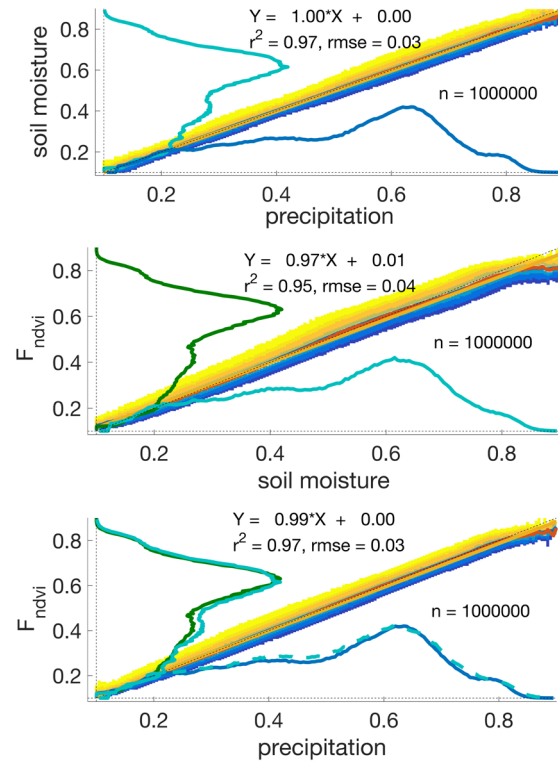 Y = 1.00*X + 0.00
r² = 0.97, rmse = 0.03
n = 1000000
soil moisture
0.8
0.6
0.4
0.2
0.2 0.4 0.6 0.8
precipitation
Y = 0.97*X + 0.01
r² = 0.95, rmse = 0.04
n = 1000000
F_ndvi
0.8
0.6
0.4
0.2
0.2 0.4 0.6 0.8
soil moisture
Y = 0.99*X + 0.00
r² = 0.97, rmse = 0.03
n = 1000000
F_ndvi
0.8
0.6
0.4
0.2
0.2 0.4 0.6 0.8
precipitation